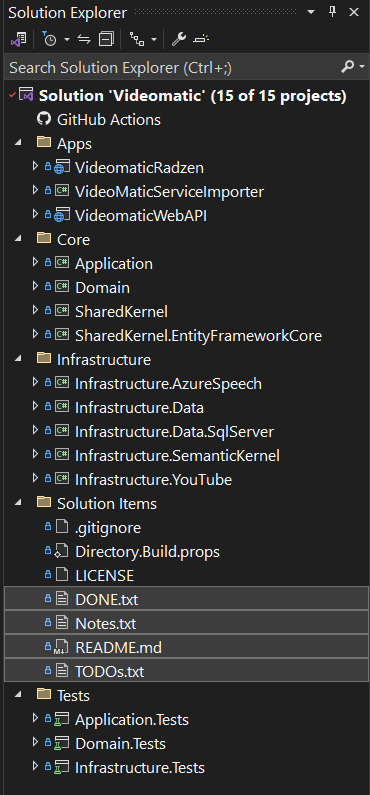 Solution Explorer
Search Solution Explorer (Ctrl+;)
Solution 'Videomatic' (15 of 15 projects)
GitHub Actions
Apps
VideomaticRadzen
VideoMaticServiceImporter
VideomaticWebAPI
Core
Application
Domain
SharedKernel
SharedKernel.EntityFrameworkCore
Infrastructure
Infrastructure.AzureSpeech
Infrastructure.Data
Infrastructure.Data.SqlServer
Infrastructure.SemanticKernel
Infrastructure.YouTube
Solution Items
.gitignore
Directory.Build.props
LICENSE
DONE.txt
Notes.txt
README.md
TODOs.txt
Tests
Application.Tests
Domain.Tests
Infrastructure.Tests